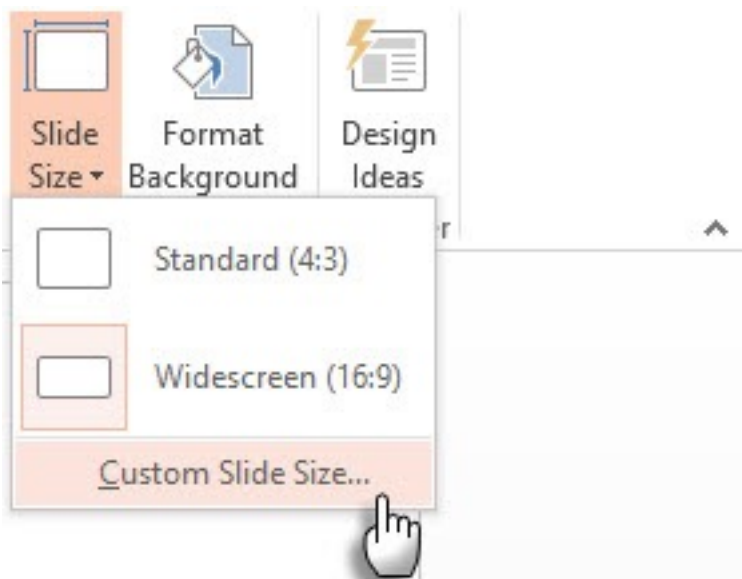 Slide
Size
Format
Background
Design
Ideas
r
Standard (4:3)
Widescreen (16:9)
Custom Slide Size...